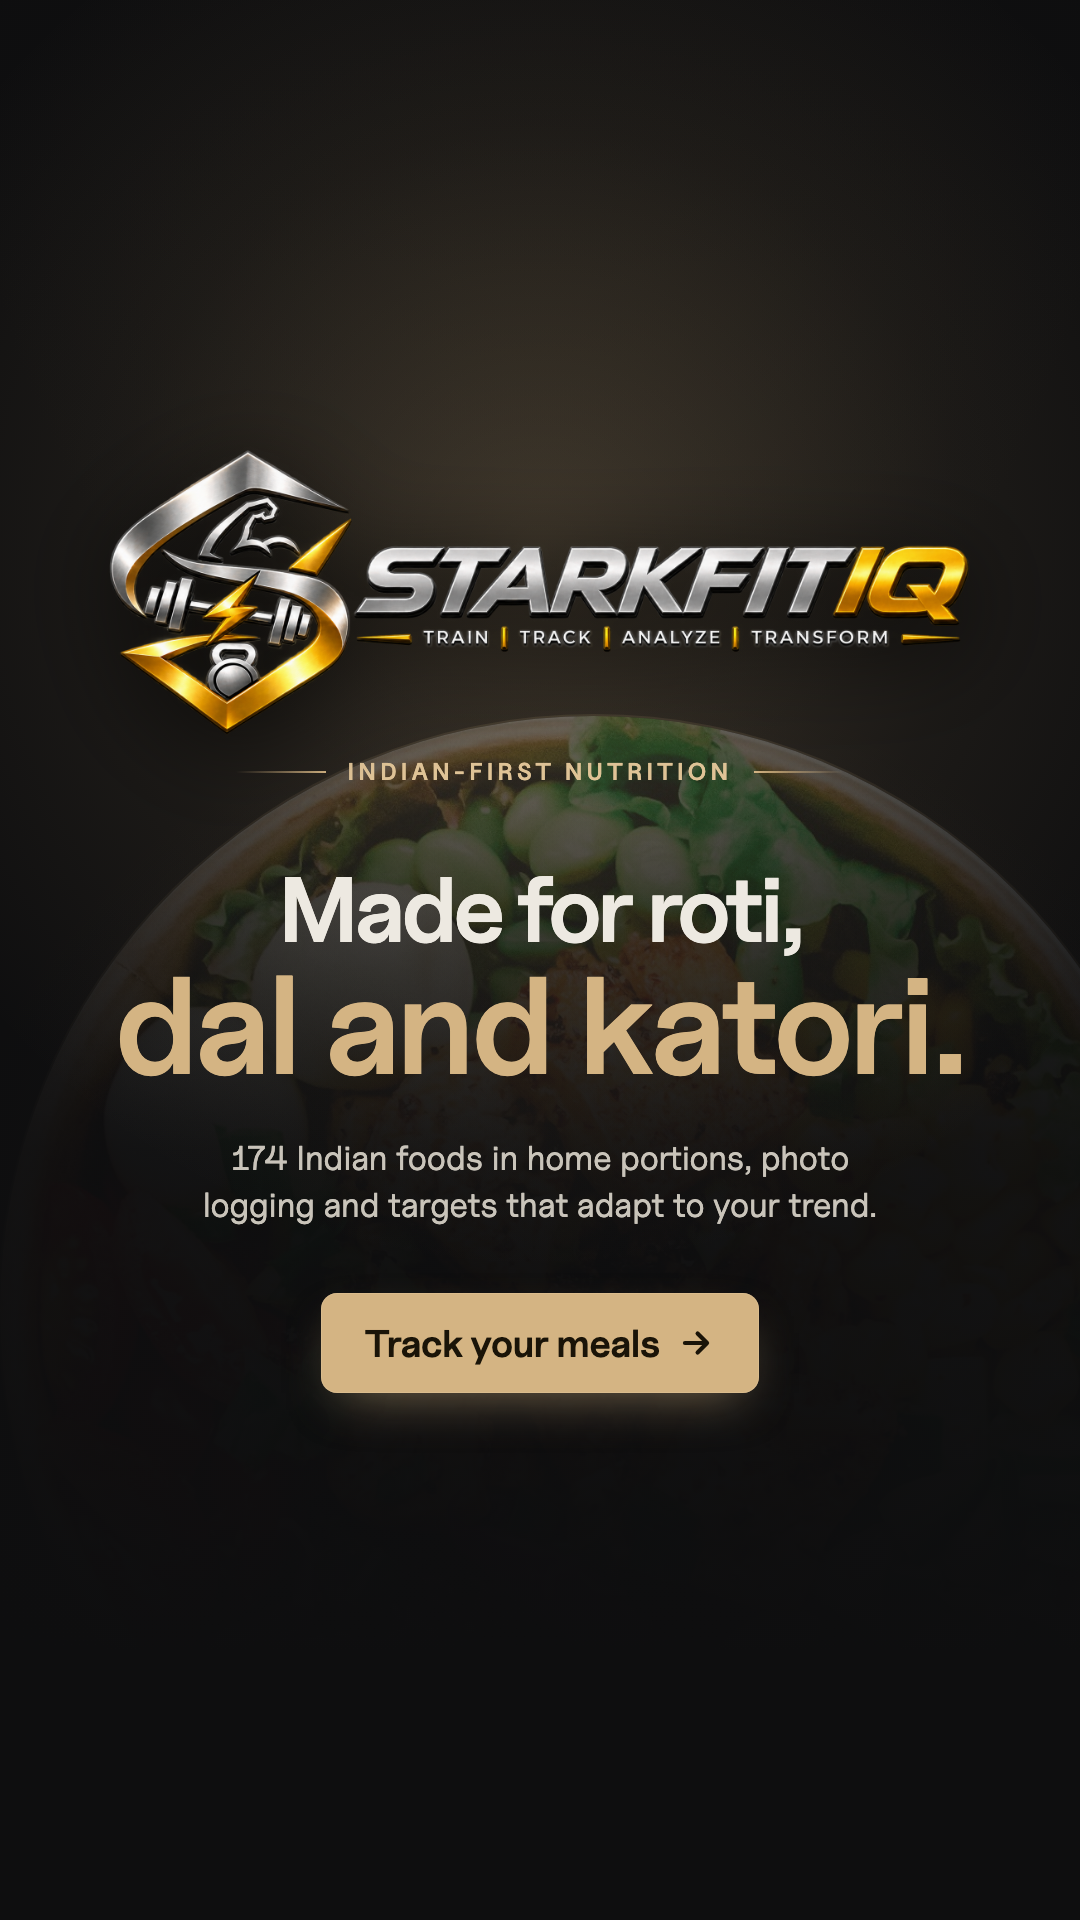 STARKFITIQ
TRAIN | TRACK | ANALYZE | TRANSFORM
INDIAN-FIRST NUTRITION
Made for roti,
dal and katori.
174 Indian foods in home portions, photo
logging and targets that adapt to your trend.
Track your meals →